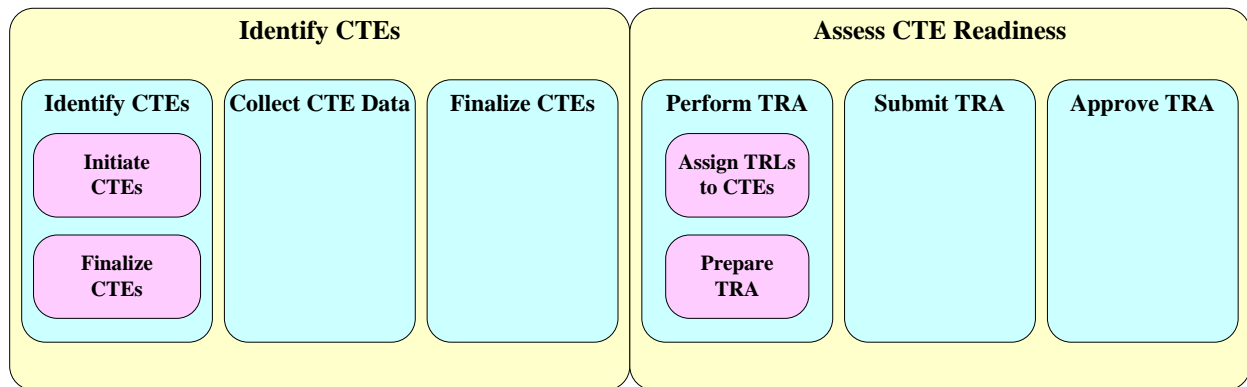 Identify CTEs
Assess CTE Readiness
Identify CTEs
Collect CTE Data
Finalize CTEs
Perform TRA
Submit TRA
Approve TRA
Initiate
CTEs
Finalize
CTEs
Assign TRLs
to CTEs
Prepare
TRA